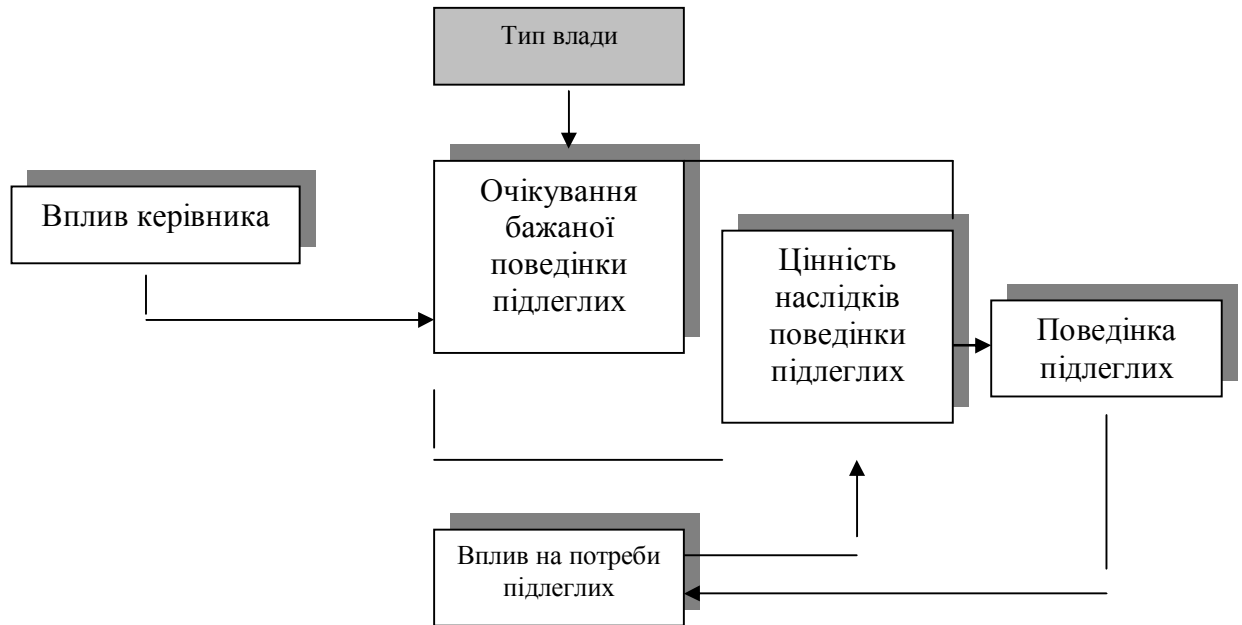 Тип влади
Вплив керівника
Очікування
бажаної
поведінки
підлеглих
Цінність
наслідків
поведінки
підлеглих
Поведінка
підлеглих
Вплив на потреби
підлеглих